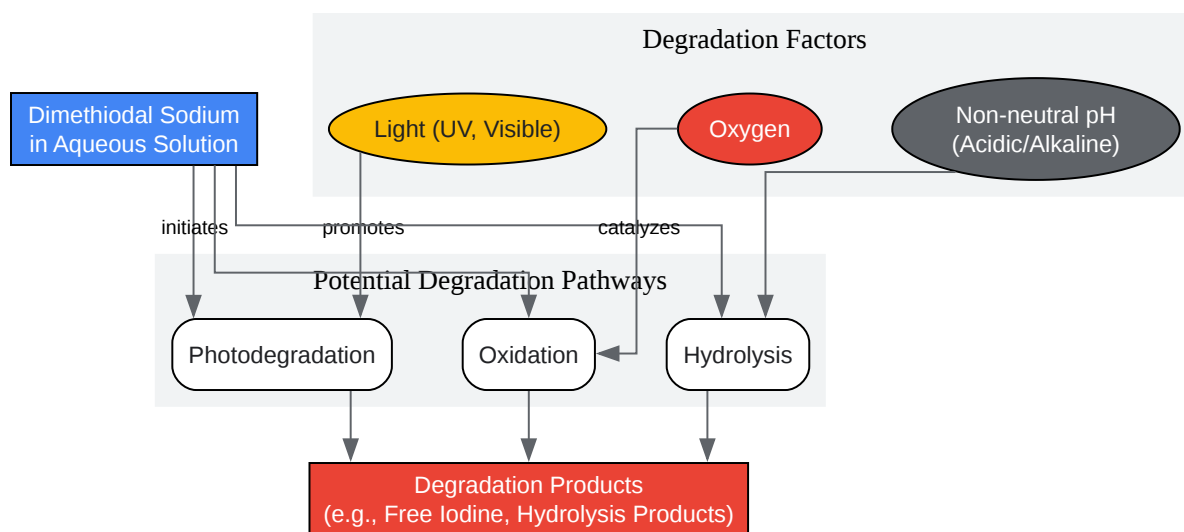 Degradation Factors
Dimethiodal Sodium
in Aqueous Solution
Light (UV, Visible)
Oxygen
Non-neutral pH
(Acidic/Alkaline)
initiates
promotes
catalyzes
Potential Degradation Pathways
Photodegradation
Oxidation
Hydrolysis
Degradation Products
(e.g., Free Iodine, Hydrolysis Products)